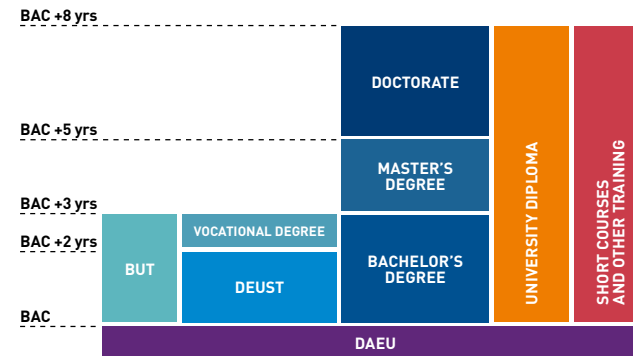 BAC +8 yrs
DOCTORATE
BAC +5 yrs
MASTER'S
DEGREE
BAC +3 yrs
VOCATIONAL DEGREE
BAC +2 yrs
BUT
DEUST
BACHELOR'S
DEGREE
UNIVERSITY DIPLOMA
SHORT COURSES
AND OTHER TRAINING
BAC
DAEU